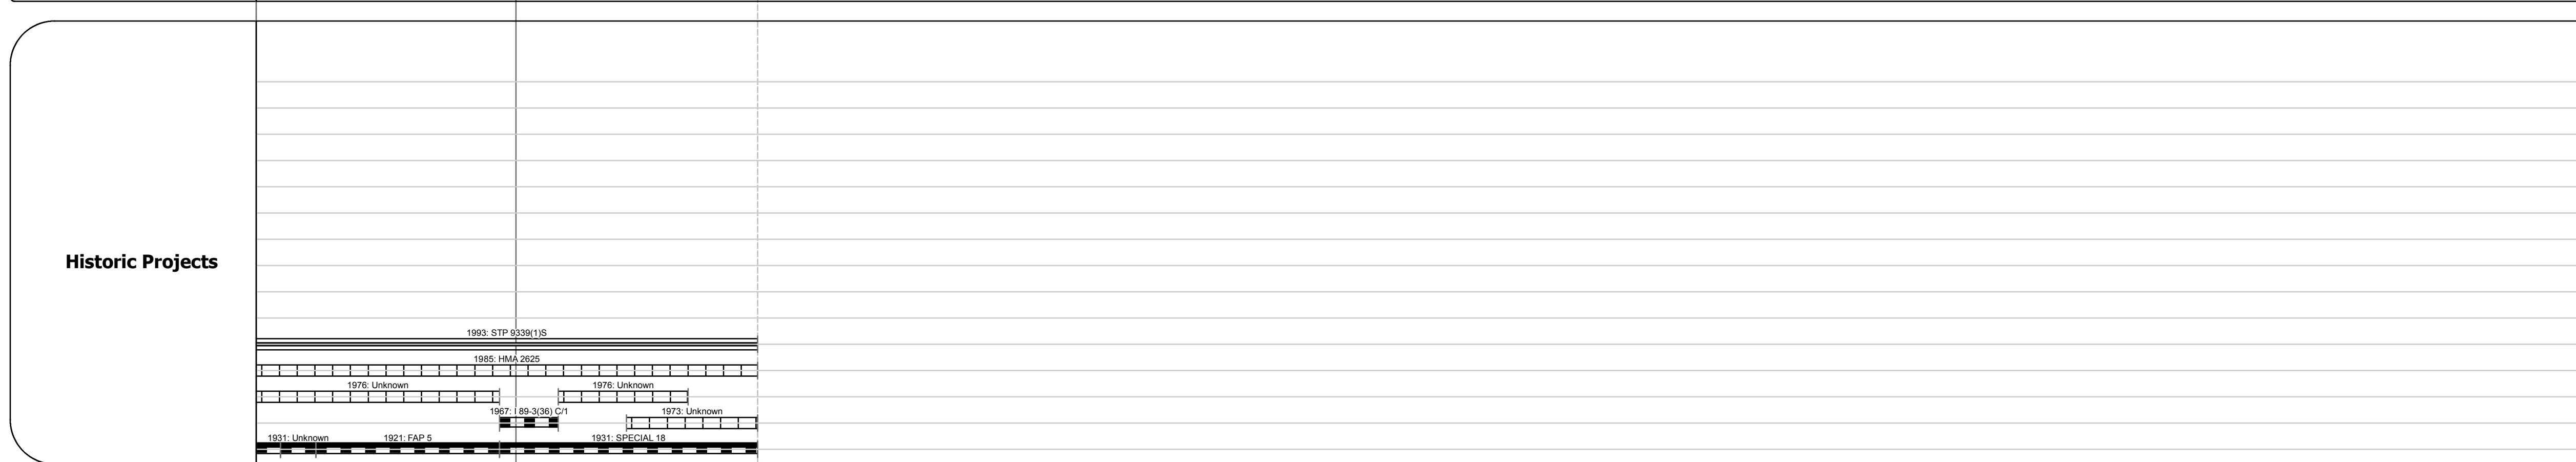 Historic Projects
1993: STP 9339(1)S
1985: HMA 2625
1976: Unknown 1976: Unknown
1967: I 89-3(36) C/1 1973: Unknown
1931: Unknown 1921: FAP 5 1931: SPECIAL 18